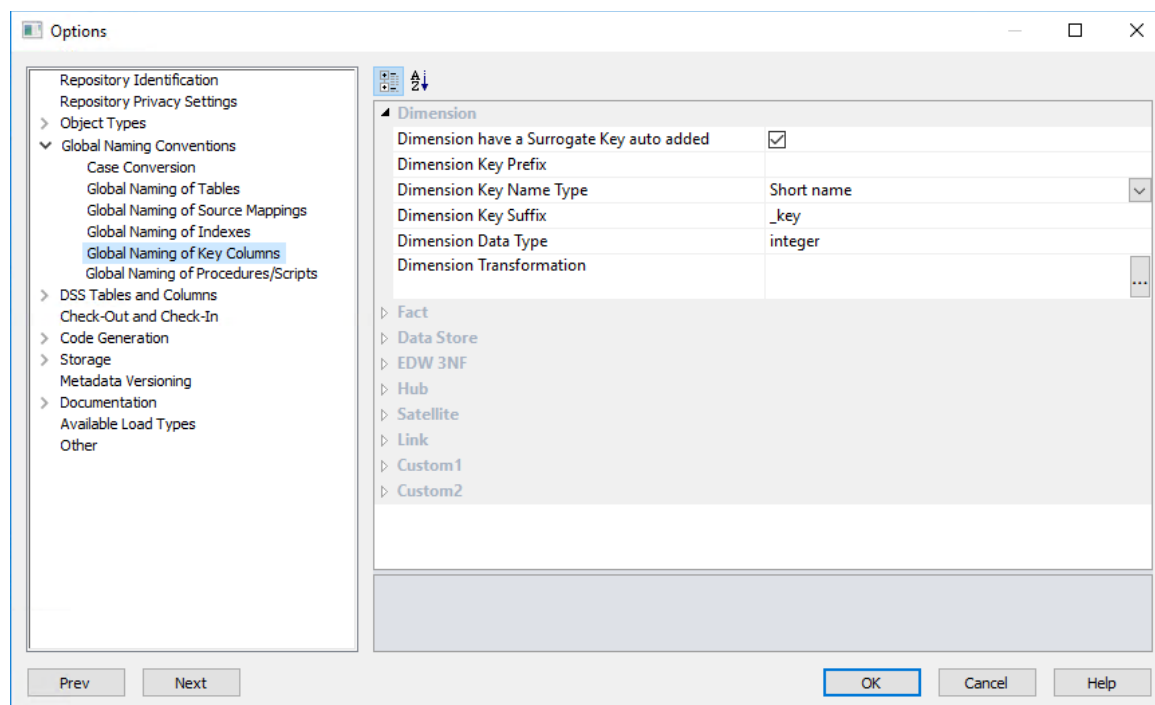 Options
Repository Identification
Repository Privacy Settings
Object Types
Global Naming Conventions
Case Conversion
Global Naming of Tables
Global Naming of Source Mappings
Global Naming of Indexes
Global Naming of Key Columns
Global Naming of Procedures/Scripts
DSS Tables and Columns
Check-Out and Check-In
Code Generation
Storage
Metadata Versioning
Documentation
Available Load Types
Other
A
Z
Dimension
Dimension have a Surrogate Key auto added
Dimension Key Prefix
Dimension Key Name Type Short name
Dimension Key Suffix _key
Dimension Data Type integer
Dimension Transformation
...
Fact
Data Store
EDW 3NF
Hub
Satellite
Link
Custom1
Custom2
Prev Next OK Cancel Help